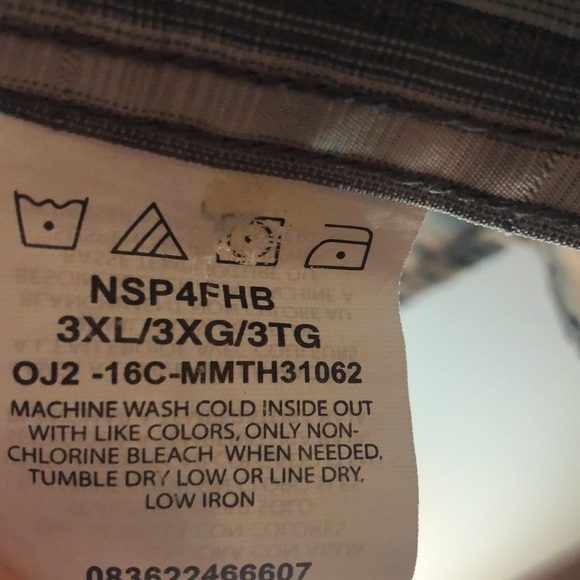 NSP4FHB
3XL/3XG/3TG
OJ2 -16C-MMTH31062
MACHINE WASH COLD INSIDE OUT
WITH LIKE COLORS, ONLY NON-
CHLORINE BLEACH WHEN NEEDED,
TUMBLE DRY LOW OR LINE DRY,
LOW IRON
083622466607